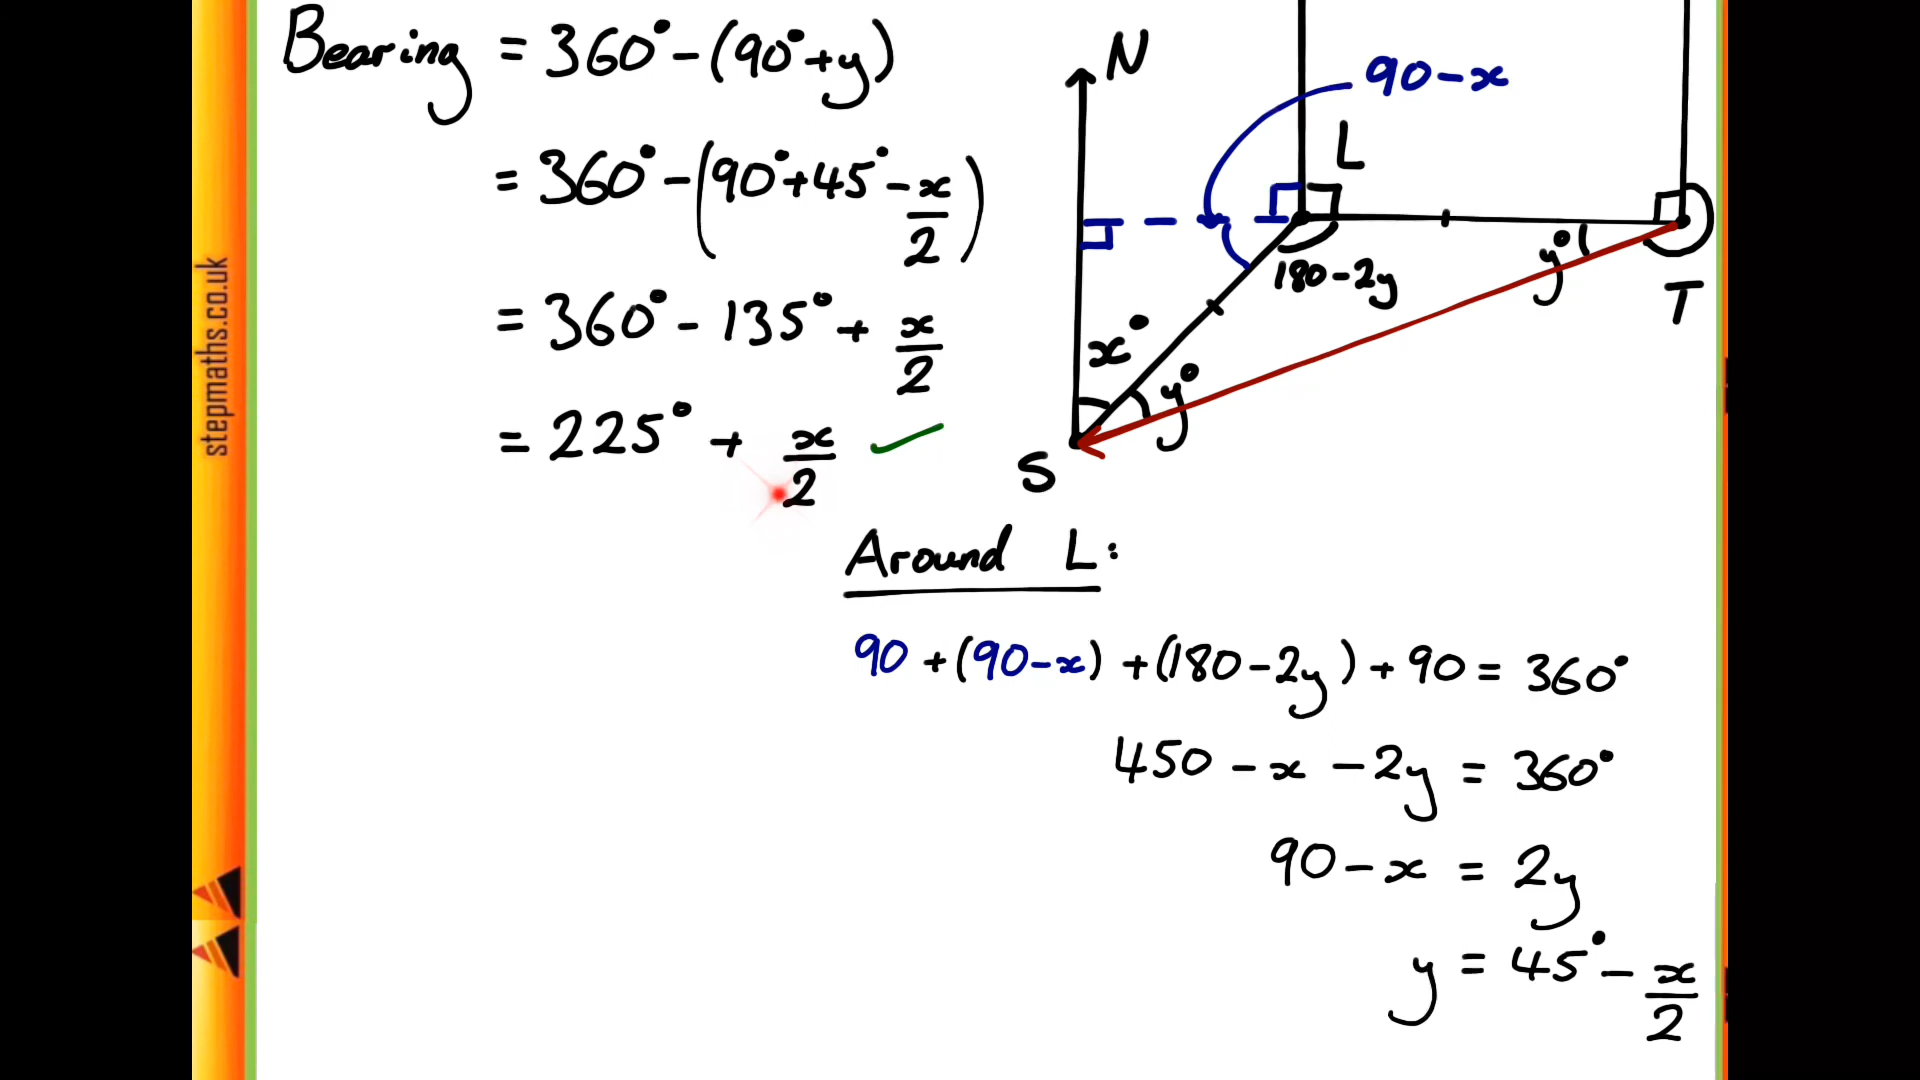 stepmaths.co.uk
Bearing = 360° - (90° + y)
= 360° - (90° + 45° - x/2)
= 360° - 135° + x/2
= 225° + x/2 ✓
N
90 - x
L
180 - 2y
y°
T
x°
y°
S
Around L:
90 + (90 - x) + (180 - 2y) + 90 = 360°
450 - x - 2y = 360°
90 - x = 2y
y = 45° - x/2